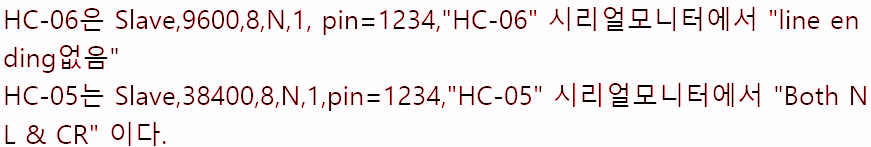 HC-06은 Slave,9600,8,N,1, pin=1234,"HC-06" 시리얼모니터에서 "line en
ding없음"
HC-05는 Slave,38400,8,N,1,pin=1234,"HC-05" 시리얼모니터에서 "Both N
L & CR" 이다.